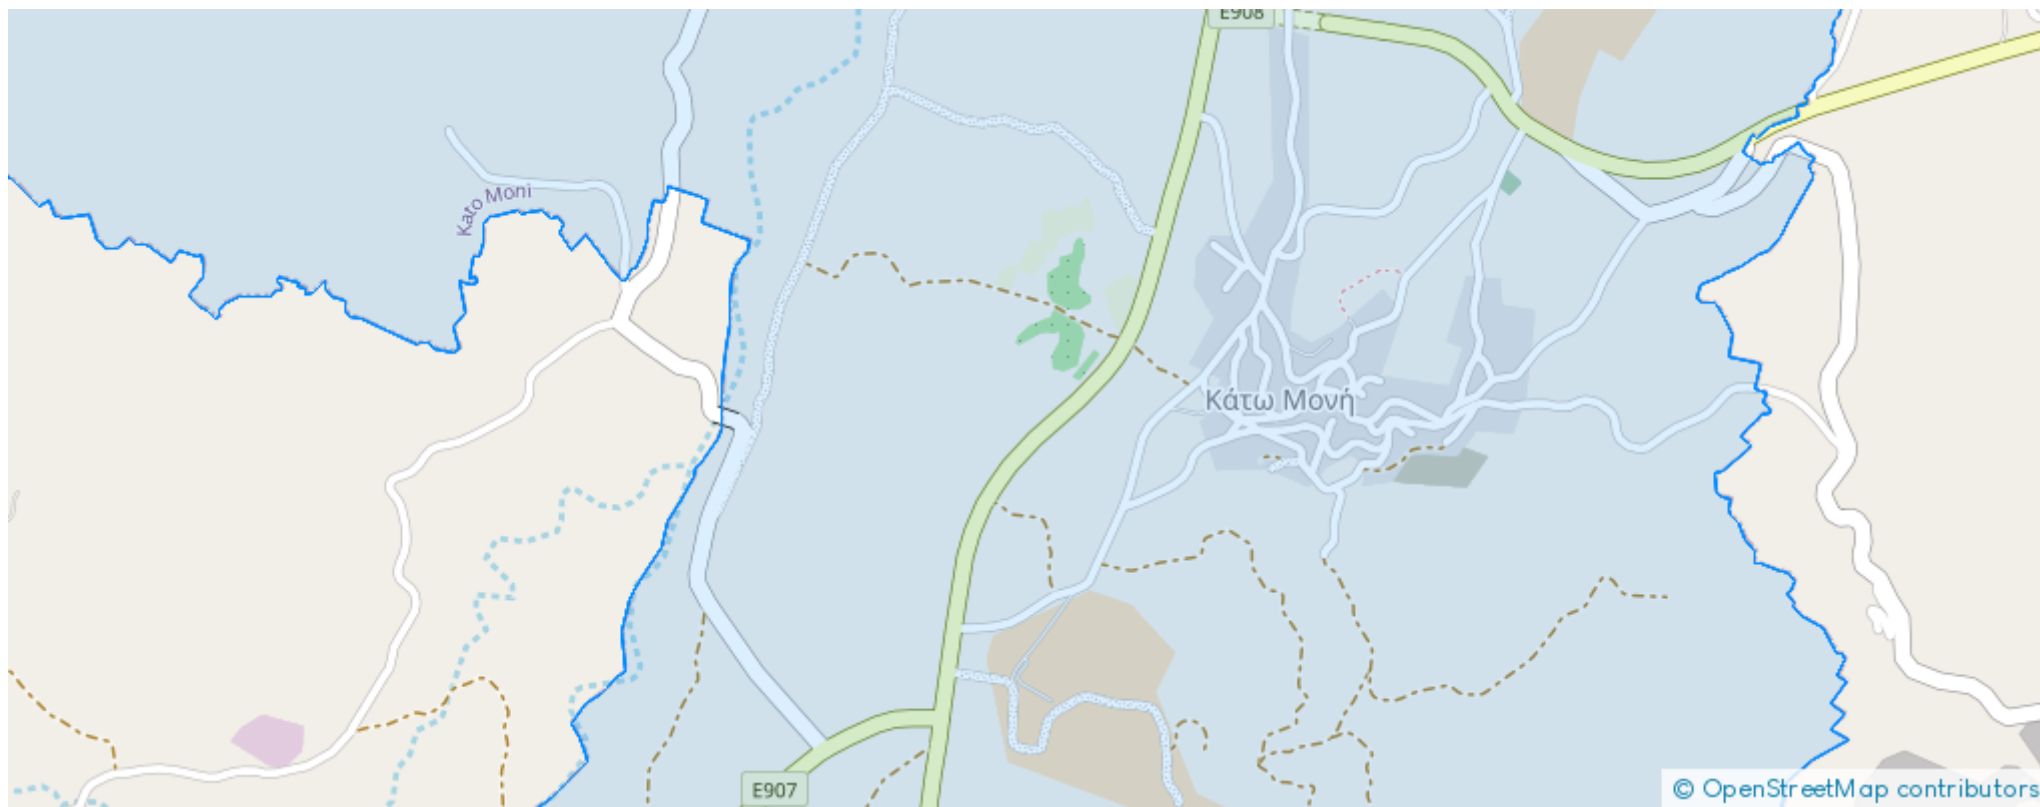 E908
Kato Moni
Κάτω Μονή
E907
© OpenStreetMap contributors